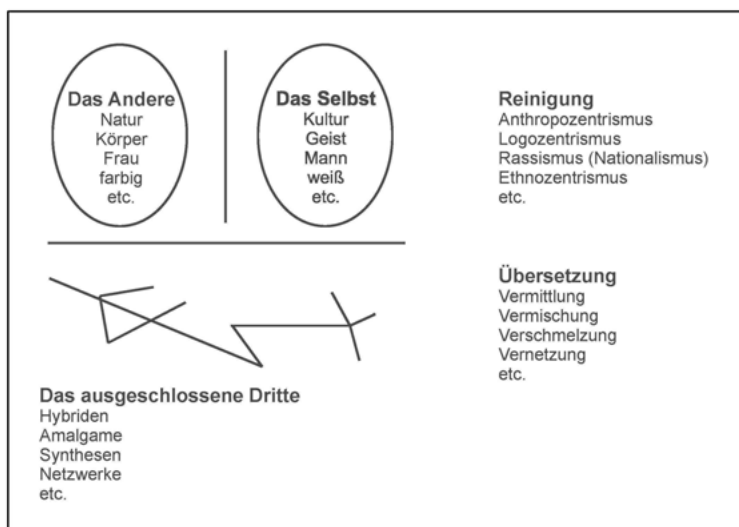 Das Andere
Natur
Körper
Frau
farbig
etc.
Das Selbst
Kultur
Geist
Mann
weiß
etc.
Reinigung
Anthropozentrismus
Logozentrismus
Rassismus (Nationalismus)
Ethnozentrismus
etc.
Übersetzung
Vermittlung
Vermischung
Verschmelzung
Vernetzung
etc.
Das ausgeschlossene Dritte
Hybriden
Amalgame
Synthesen
Netzwerke
etc.